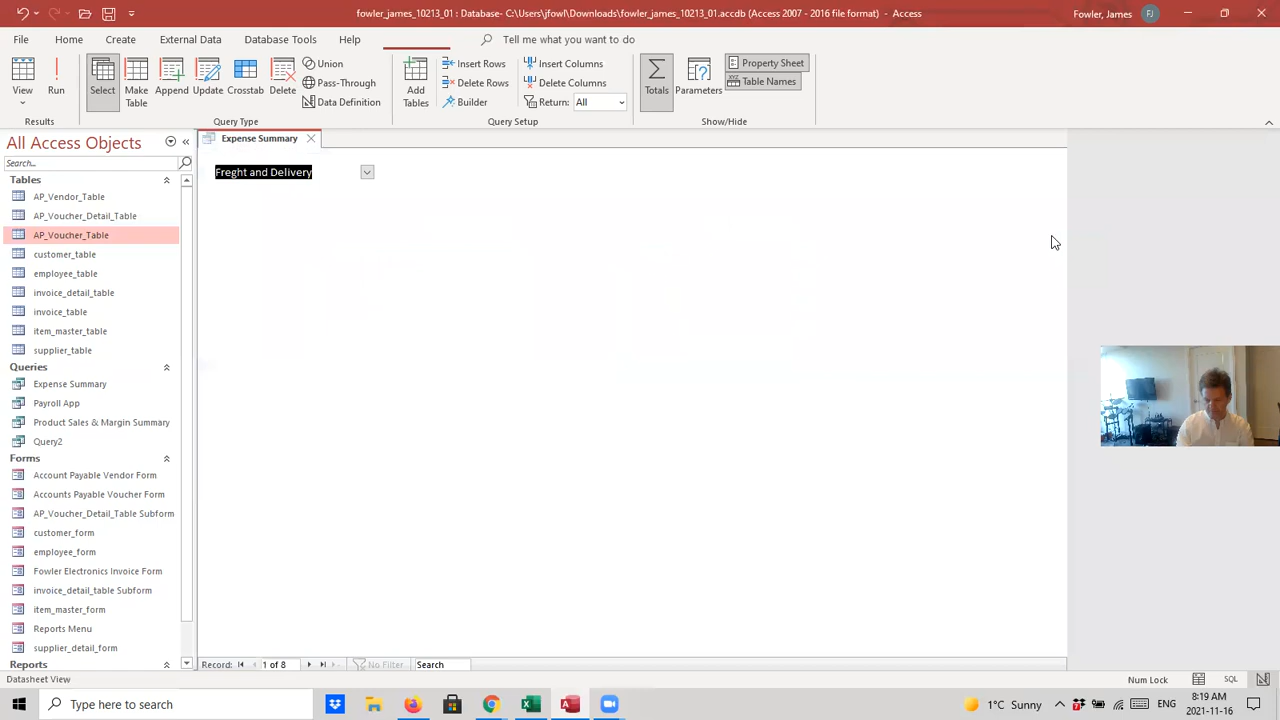 fowler_james_10213_01 : Database- C:\Users\jfowl\Downloads\fowler_james_10213_01.accdb (Access 2007 - 2016 file format) - Access
Fowler, James
FJ
File
Home
Create
External Data
Database Tools
Help
Tell me what you want to do
View
Run
Results
Select
Make Table
Append
Update
Crosstab
Delete
Union
Pass-Through
Data Definition
Query Type
Add Tables
Insert Rows
Delete Rows
Builder
Insert Columns
Delete Columns
Return: All
Query Setup
Totals
Parameters
Property Sheet
Table Names
Show/Hide
All Access Objects
Search...
Tables
AP_Vendor_Table
AP_Voucher_Detail_Table
AP_Voucher_Table
customer_table
employee_table
invoice_detail_table
invoice_table
item_master_table
supplier_table
Queries
Expense Summary
Payroll App
Product Sales & Margin Summary
Query2
Forms
Account Payable Vendor Form
Accounts Payable Voucher Form
AP_Voucher_Detail_Table Subform
customer_form
employee_form
Fowler Electronics Invoice Form
invoice_detail_table Subform
item_master_form
Reports Menu
supplier_detail_form
Reports
Expense Summary
Freght and Delivery
Record: 1 of 8 No Filter Search
Datasheet View
Num Lock
SQL
Type here to search
1°C Sunny
ENG
8:19 AM
2021-11-16